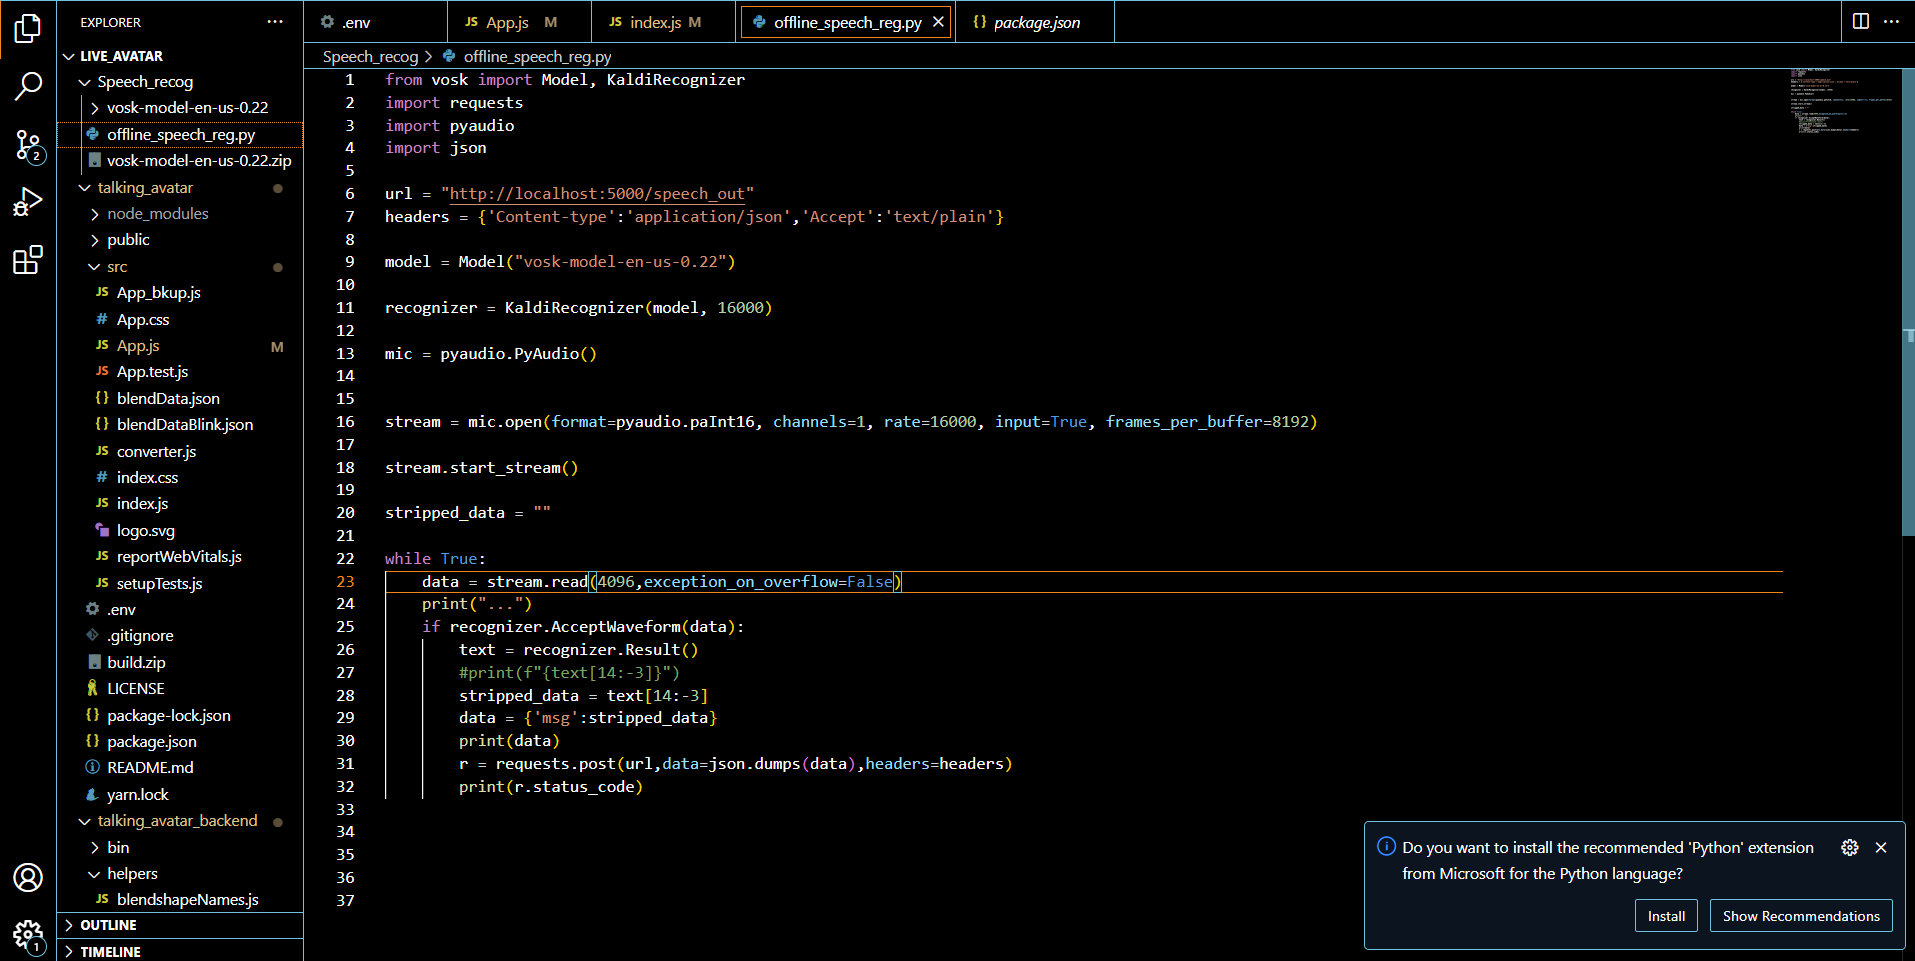 EXPLORER
.env
JS App.js M
JS index.js M
offline_speech_reg.py
{} package.json
LIVE_AVATAR
Speech_recog
vosk-model-en-us-0.22
offline_speech_reg.py
vosk-model-en-us-0.22.zip
talking_avatar
node_modules
public
src
JS App_bkup.js
# App.css
JS App.js M
JS App.test.js
{} blendData.json
{} blendDataBlink.json
JS converter.js
# index.css
JS index.js
logo.svg
JS reportWebVitals.js
JS setupTests.js
.env
.gitignore
build.zip
LICENSE
{} package-lock.json
{} package.json
README.md
yarn.lock
talking_avatar_backend
bin
helpers
JS blendshapeNames.js
OUTLINE
TIMELINE
2
1
Speech_recog > offline_speech_reg.py
1 from vosk import Model, KaldiRecognizer
2 import requests
3 import pyaudio
4 import json
5
6 url = "http://localhost:5000/speech_out"
7 headers = {'Content-type':'application/json','Accept':'text/plain'}
8
9 model = Model("vosk-model-en-us-0.22")
10
11 recognizer = KaldiRecognizer(model, 16000)
12
13 mic = pyaudio.PyAudio()
14
15
16 stream = mic.open(format=pyaudio.paInt16, channels=1, rate=16000, input=True, frames_per_buffer=8192)
17
18 stream.start_stream()
19
20 stripped_data = ""
21
22 while True:
23 data = stream.read(4096,exception_on_overflow=False)
24 print("...")
25 if recognizer.AcceptWaveform(data):
26 text = recognizer.Result()
27 #print(f"{text[14:-3]}")
28 stripped_data = text[14:-3]
29 data = {'msg':stripped_data}
30 print(data)
31 r = requests.post(url,data=json.dumps(data),headers=headers)
32 print(r.status_code)
33
34
35
36
37
Do you want to install the recommended 'Python' extension
from Microsoft for the Python language?
Install
Show Recommendations